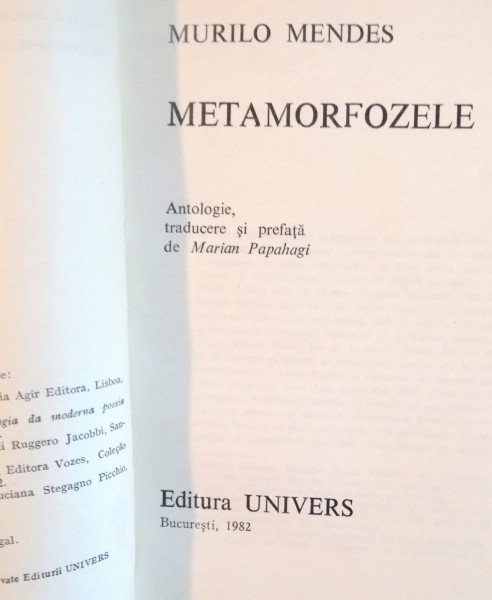 e:
ia Agir Editora, Lisboa,
gia da moderna poesia
i Ruggero Jacobbi, San-
Editora Vozes, Coleção
2.
uciana Stegagno Picchio,
gal.
vate Editurii UNIVERS
MURILO MENDES
METAMORFOZELE
Antologie,
traducere și prefață
de Marian Papahagi
Editura UNIVERS
București, 1982